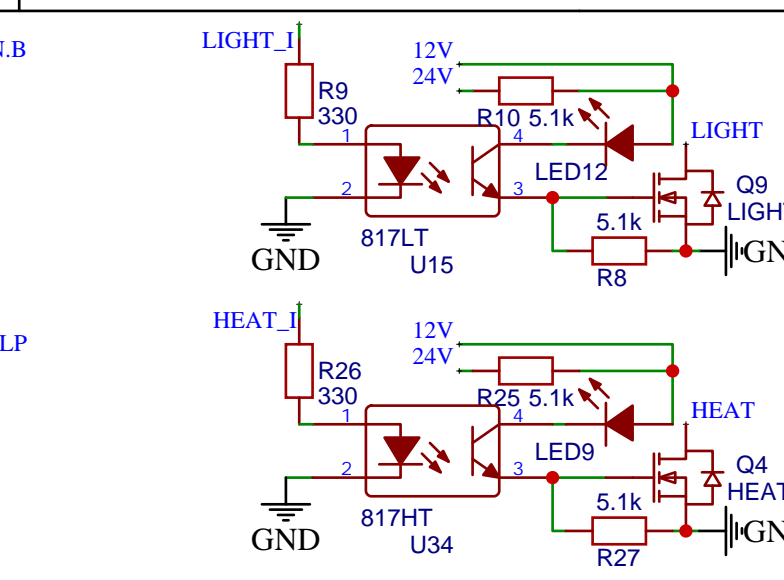 N.B
LIGHT_I
12V
24V
R9
330
R10 5.1k
1
4
LIGHT
LED12
2
3
Q9
LIGHT
5.1k
GND
817LT
U15
R8
GN
LP
HEAT_I
12V
24V
R26
330
R25 5.1k
1
4
HEAT
LED9
2
3
Q4
HEAT
5.1k
GND
817HT
U34
R27
GN